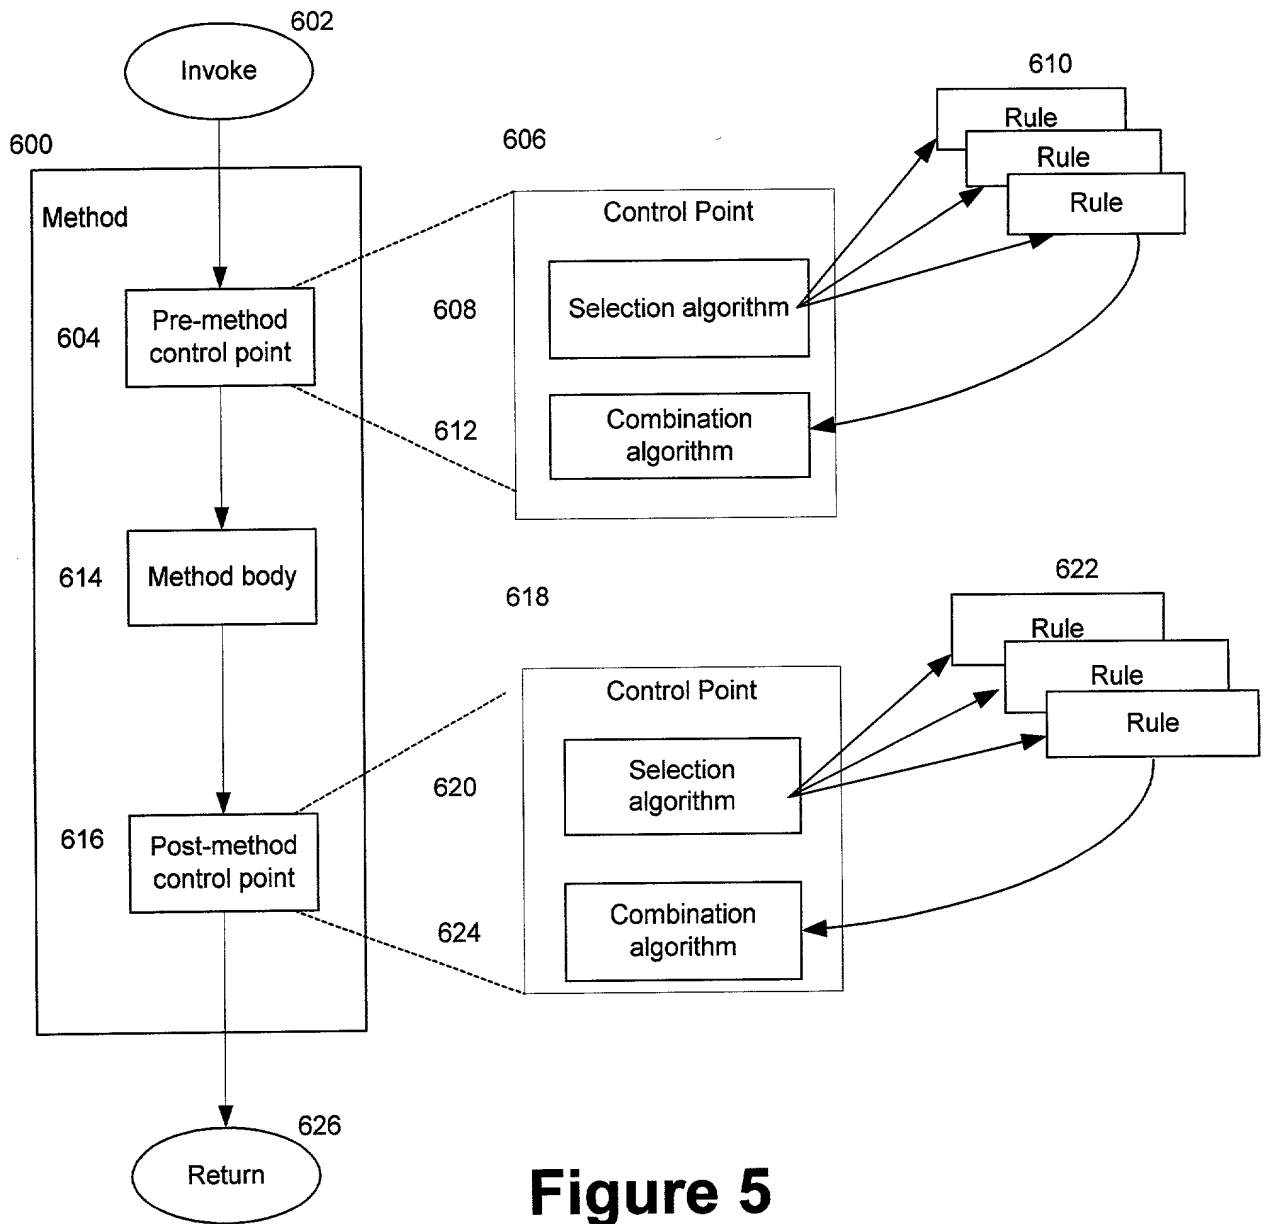 602
Invoke
600
Method
604
Pre-method
control point
606
Control Point
608
Selection algorithm
612
Combination
algorithm
610
Rule
Rule
Rule
614
Method body
616
Post-method
control point
618
Control Point
620
Selection
algorithm
624
Combination
algorithm
622
Rule
Rule
Rule
626
Return
Figure 5